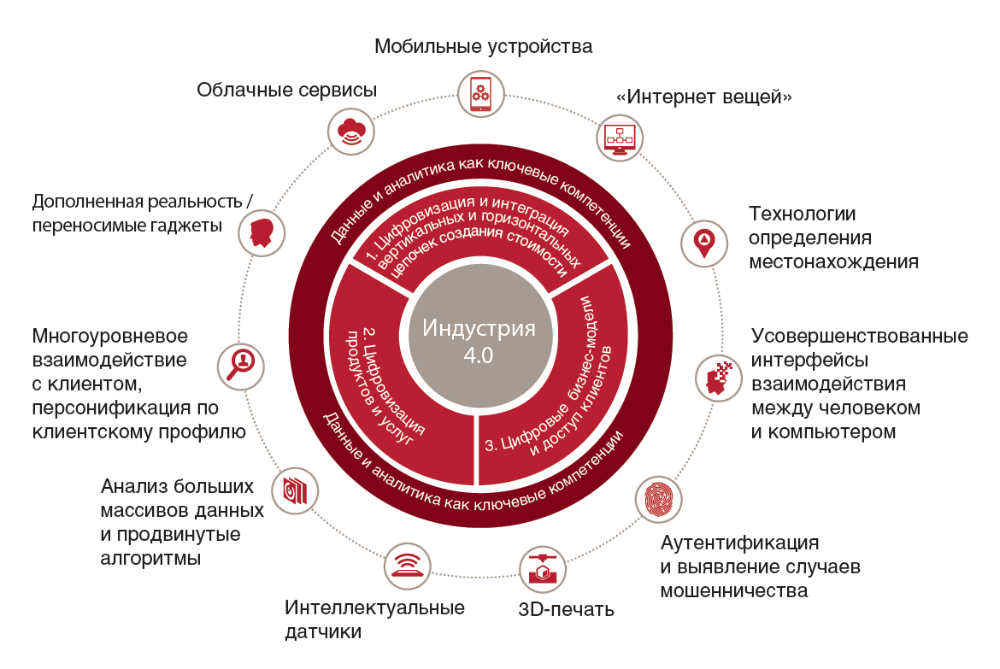 Мобильные устройства
Облачные сервисы
«Интернет вещей»
Дополненная реальность /
переносимые гаджеты
Технологии
определения
местонахождения
Многоуровневое
взаимодействие
с клиентом,
персонификация по
клиентскому профилю
Усовершенствованные
интерфейсы
взаимодействия
между человеком
и компьютером
Анализ больших
массивов данных
и продвинутые
алгоритмы
Аутентификация
и выявление случаев
мошенничества
Интеллектуальные
датчики
3D-печать
Данные и аналитика как ключевые компетенции
1. Цифровизация и интеграция
вертикальных и горизонтальных
цепочек создания стоимости
2. Цифровизация
продуктов и услуг
3. Цифровые бизнес-модели
и доступ клиентов
Индустрия
4.0
Данные и аналитика как ключевые компетенции